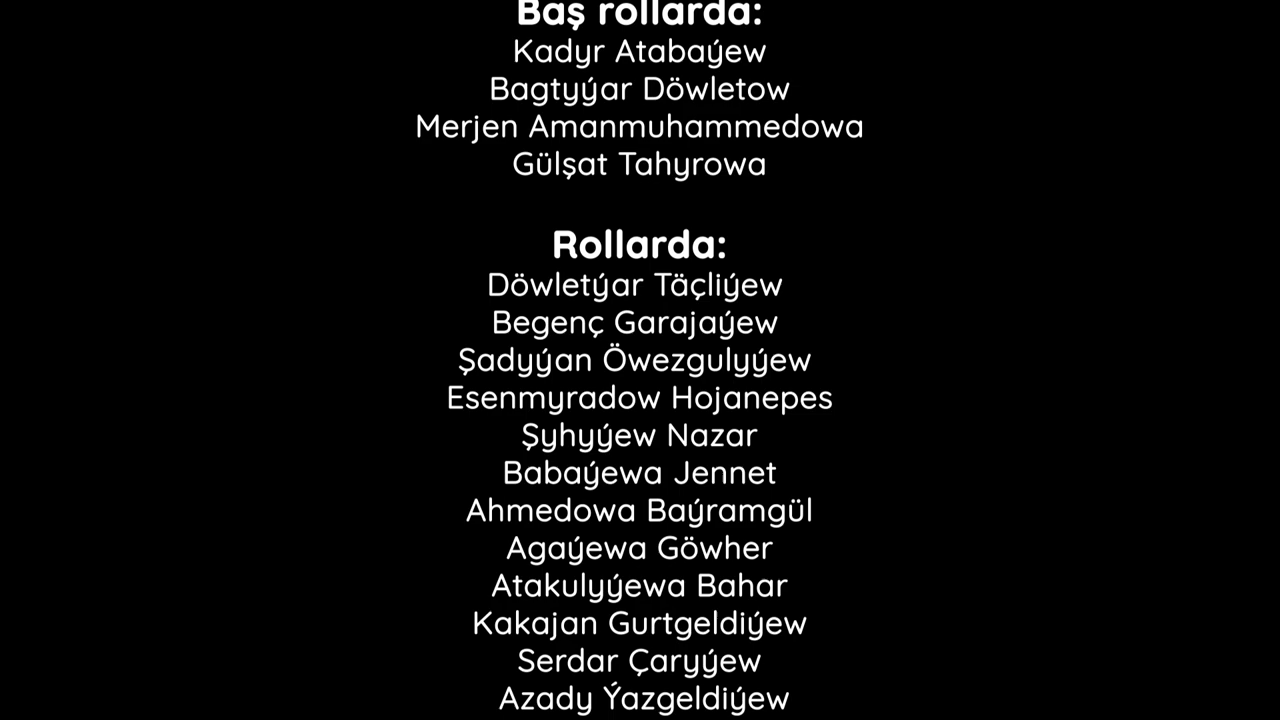 Baş rollarda:
Kadyr Atabaýew
Bagtyýar Döwletow
Merjen Amanmuhammedowa
Gülşat Tahyrowa
Rollarda:
Döwletýar Täçliýew
Begenç Garajaýew
Şadyýan Öwezgulyýew
Esenmyradow Hojanepes
Şyhyýew Nazar
Babaýewa Jennet
Ahmedowa Baýramgül
Agaýewa Göwher
Atakulyýewa Bahar
Kakajan Gurtgeldiýew
Serdar Çaryýew
Azady Ýazgeldiýew